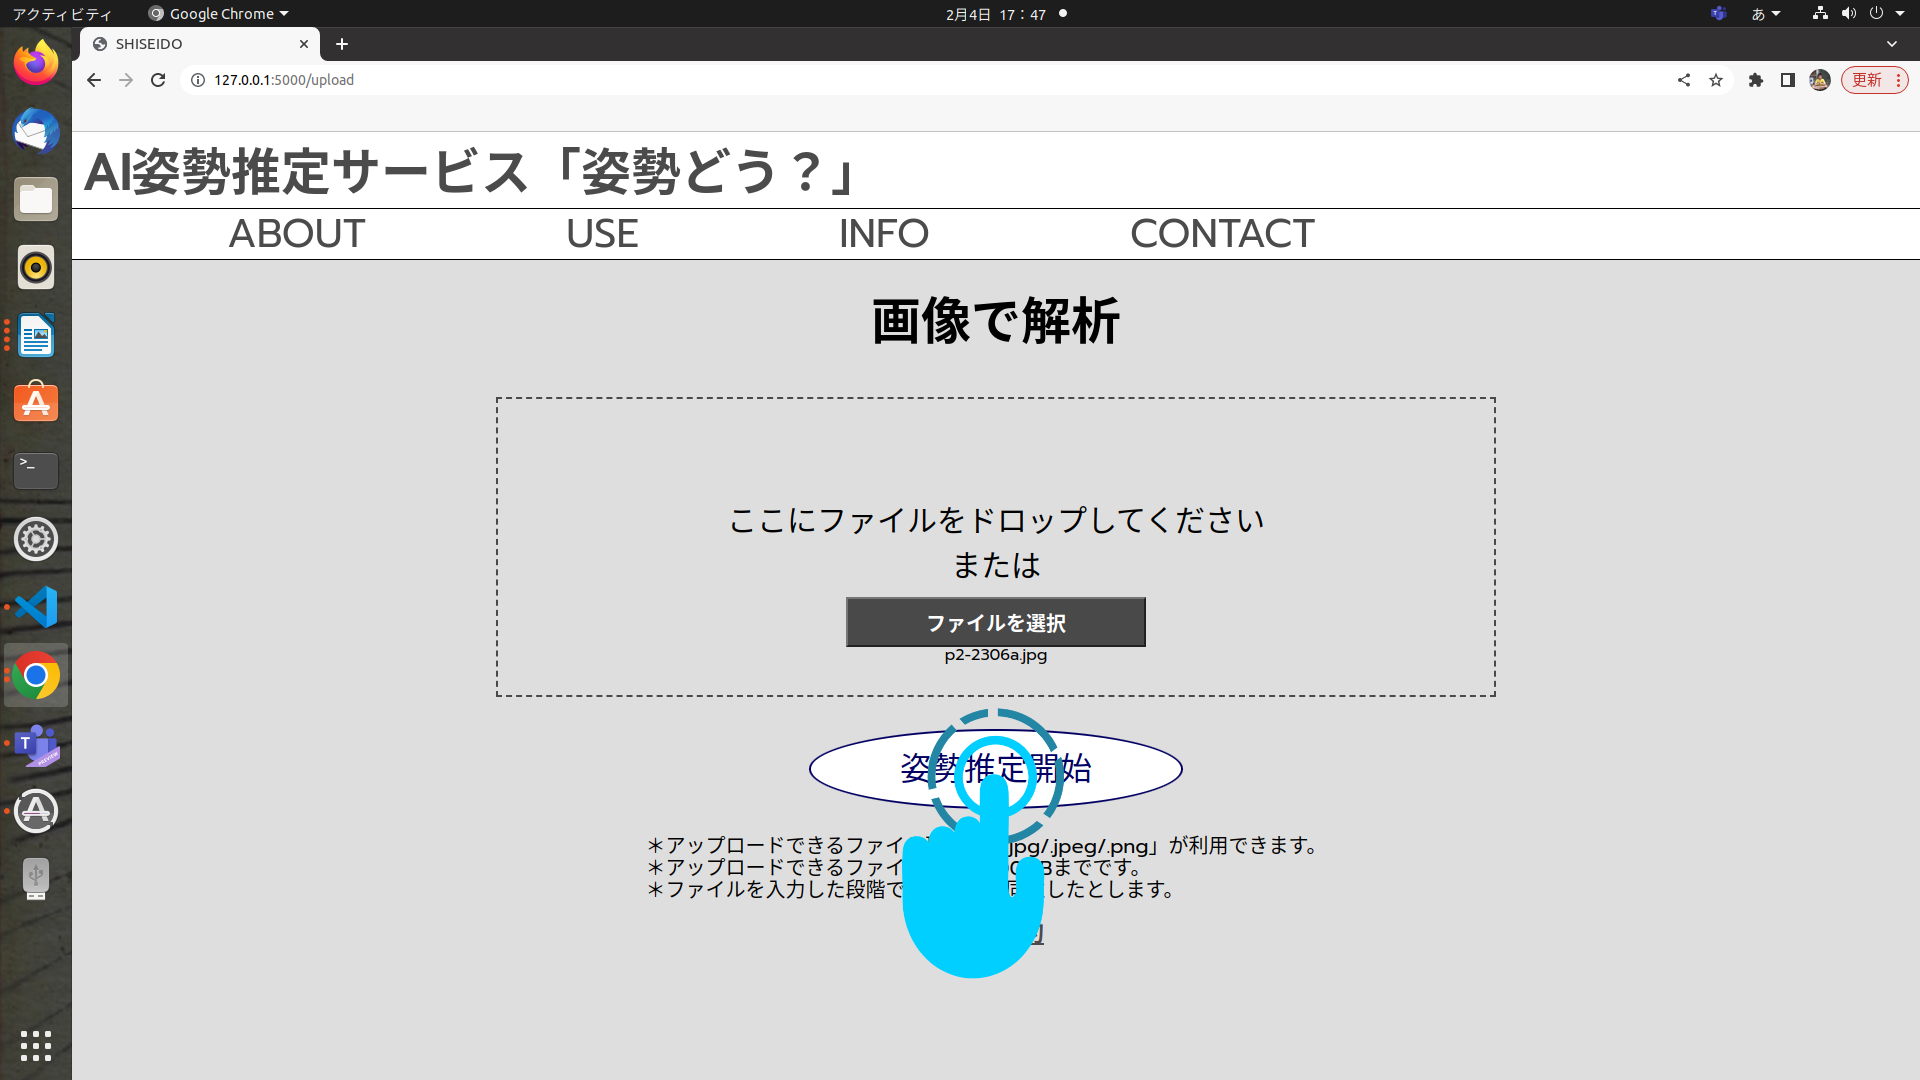 アクティビティ
Google Chrome
2月4日 17：47
あ
SHISEIDO
127.0.0.1:5000/upload
更新
AI姿勢推定サービス「姿勢どう？」
ABOUT USE INFO CONTACT
画像で解析
ここにファイルをドロップしてください
または
ファイルを選択
p2-2306a.jpg
姿勢推定開始
＊アップロードできるファイ jpg/.jpeg/.png」が利用できます。
＊アップロードできるファイ Bまでです。
＊ファイルを入力した段階で したとします。